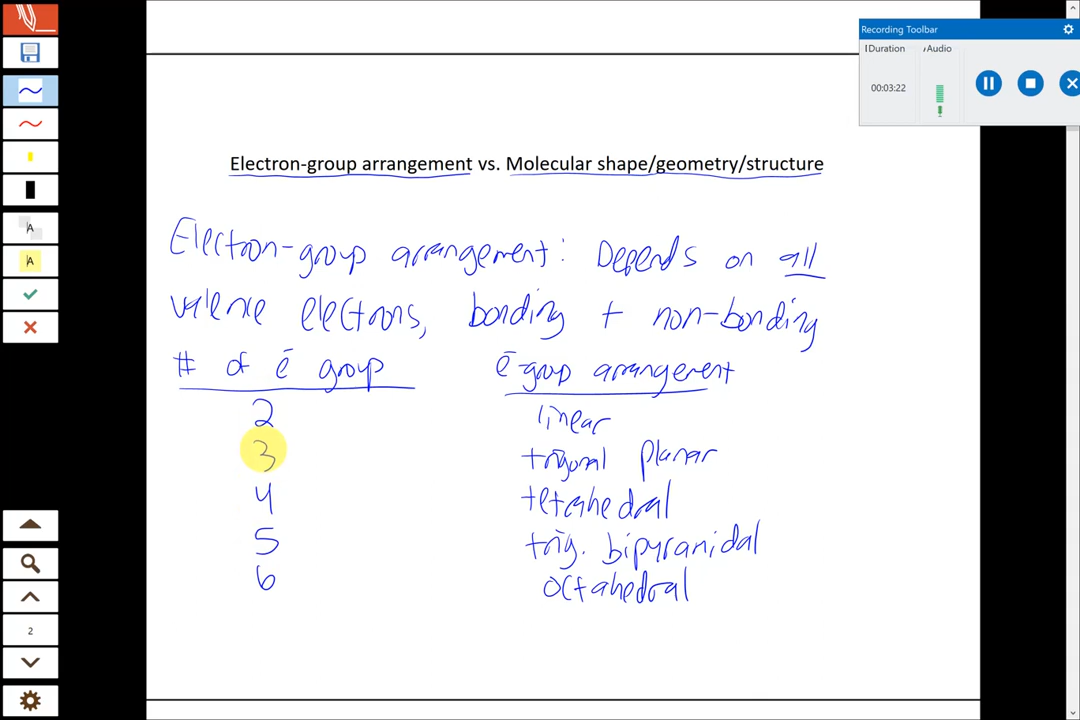 Recording Toolbar
Duration
Audio
00:03:22
Electron-group arrangement vs. Molecular shape/geometry/structure
Electron-group arrangement: Depends on all
valence electrons, bonding + non-bonding
# of e⁻ group e⁻-group arrangement
2 linear
3 trigonal planar
4 tetrahedral
5 trig. bipyramidal
6 octahedral
A
A
2